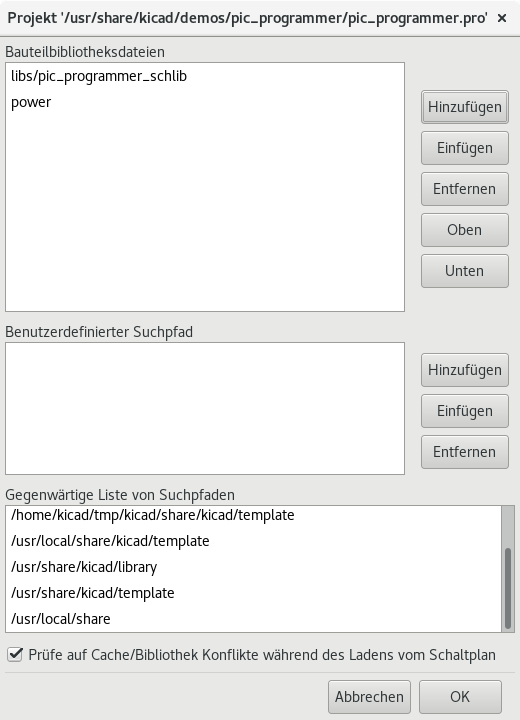 Projekt '/usr/share/kicad/demos/pic_programmer/pic_programmer.pro' ×
Bauteilbibliotheksdateien
libs/pic_programmer_schlib
power
Hinzufügen
Einfügen
Entfernen
Oben
Unten
Benutzerdefinierter Suchpfad
Hinzufügen
Einfügen
Entfernen
Gegenwärtige Liste von Suchpfaden
/home/kicad/tmp/kicad/share/kicad/template
/usr/local/share/kicad/template
/usr/share/kicad/library
/usr/share/kicad/template
/usr/local/share
Prüfe auf Cache/Bibliothek Konflikte während des Ladens vom Schaltplan
Abbrechen OK